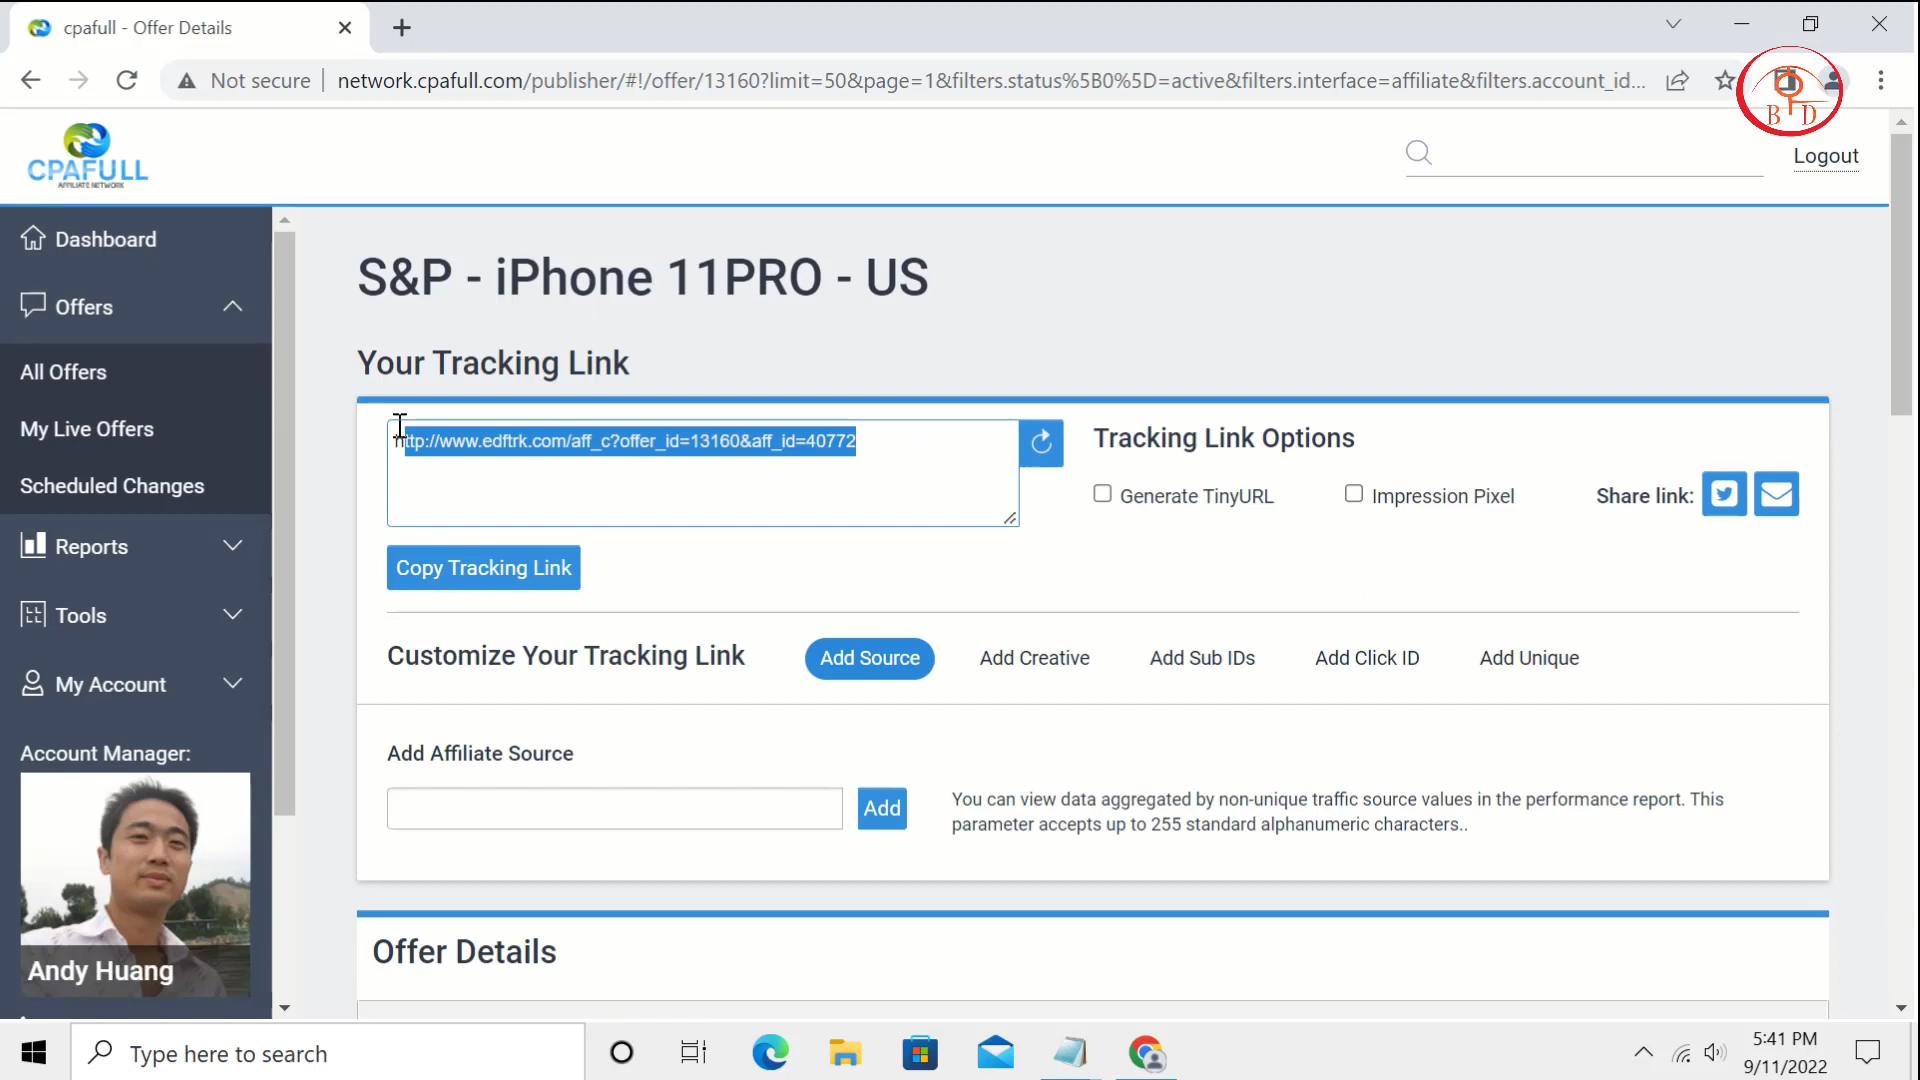 cpafull - Offer Details
Not secure
network.cpafull.com/publisher/#!/offer/13160?limit=50&page=1&filters.status%5B0%5D=active&filters.interface=affiliate&filters.account_id...
B D
CPAFULL
AFFILIATE NETWORK
Logout
Dashboard
Offers
All Offers
My Live Offers
Scheduled Changes
Reports
Tools
My Account
Account Manager:
Andy Huang
S&P - iPhone 11PRO - US
Your Tracking Link
http://www.edftrk.com/aff_c?offer_id=13160&aff_id=40772
Copy Tracking Link
Tracking Link Options
Generate TinyURL
Impression Pixel
Share link:
Customize Your Tracking Link
Add Source
Add Creative
Add Sub IDs
Add Click ID
Add Unique
Add Affiliate Source
Add
You can view data aggregated by non-unique traffic source values in the performance report. This
parameter accepts up to 255 standard alphanumeric characters..
Offer Details
Type here to search
5:41 PM
9/11/2022